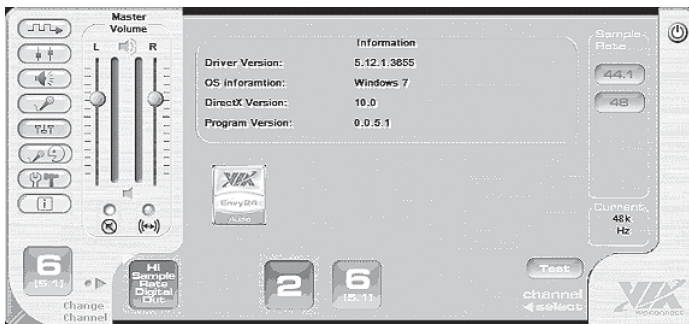 Master
Volume
L R
Information
Driver Version: 5.12.1.3855
OS inforamtion: Windows 7
DirectX Version: 10.0
Program Version: 0.0.5.1
Sample
Rate
44.1
48
Current
48k
Hz
VIA
Envy24
Audio
6
[5.1]
Change
Channel
Hi
Sample
Rate
Digital
Out
2
6
[5.1]
Test
channel
select
VIA
we connect